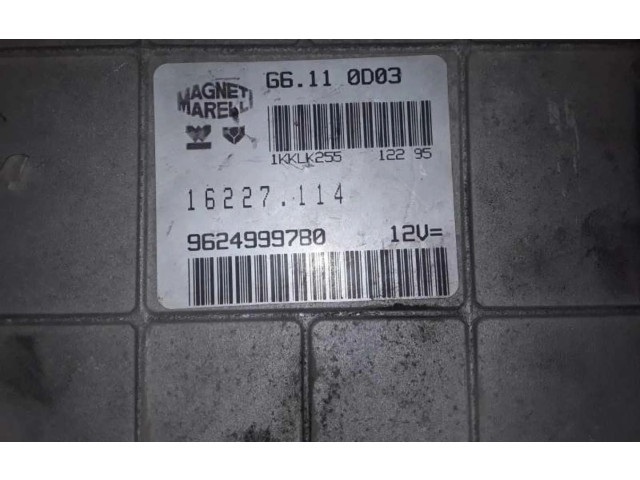 MAGNETI
MARELLI
G6.11 0D03
1KKLK255 122 95
16227.114
9624999780 12V=